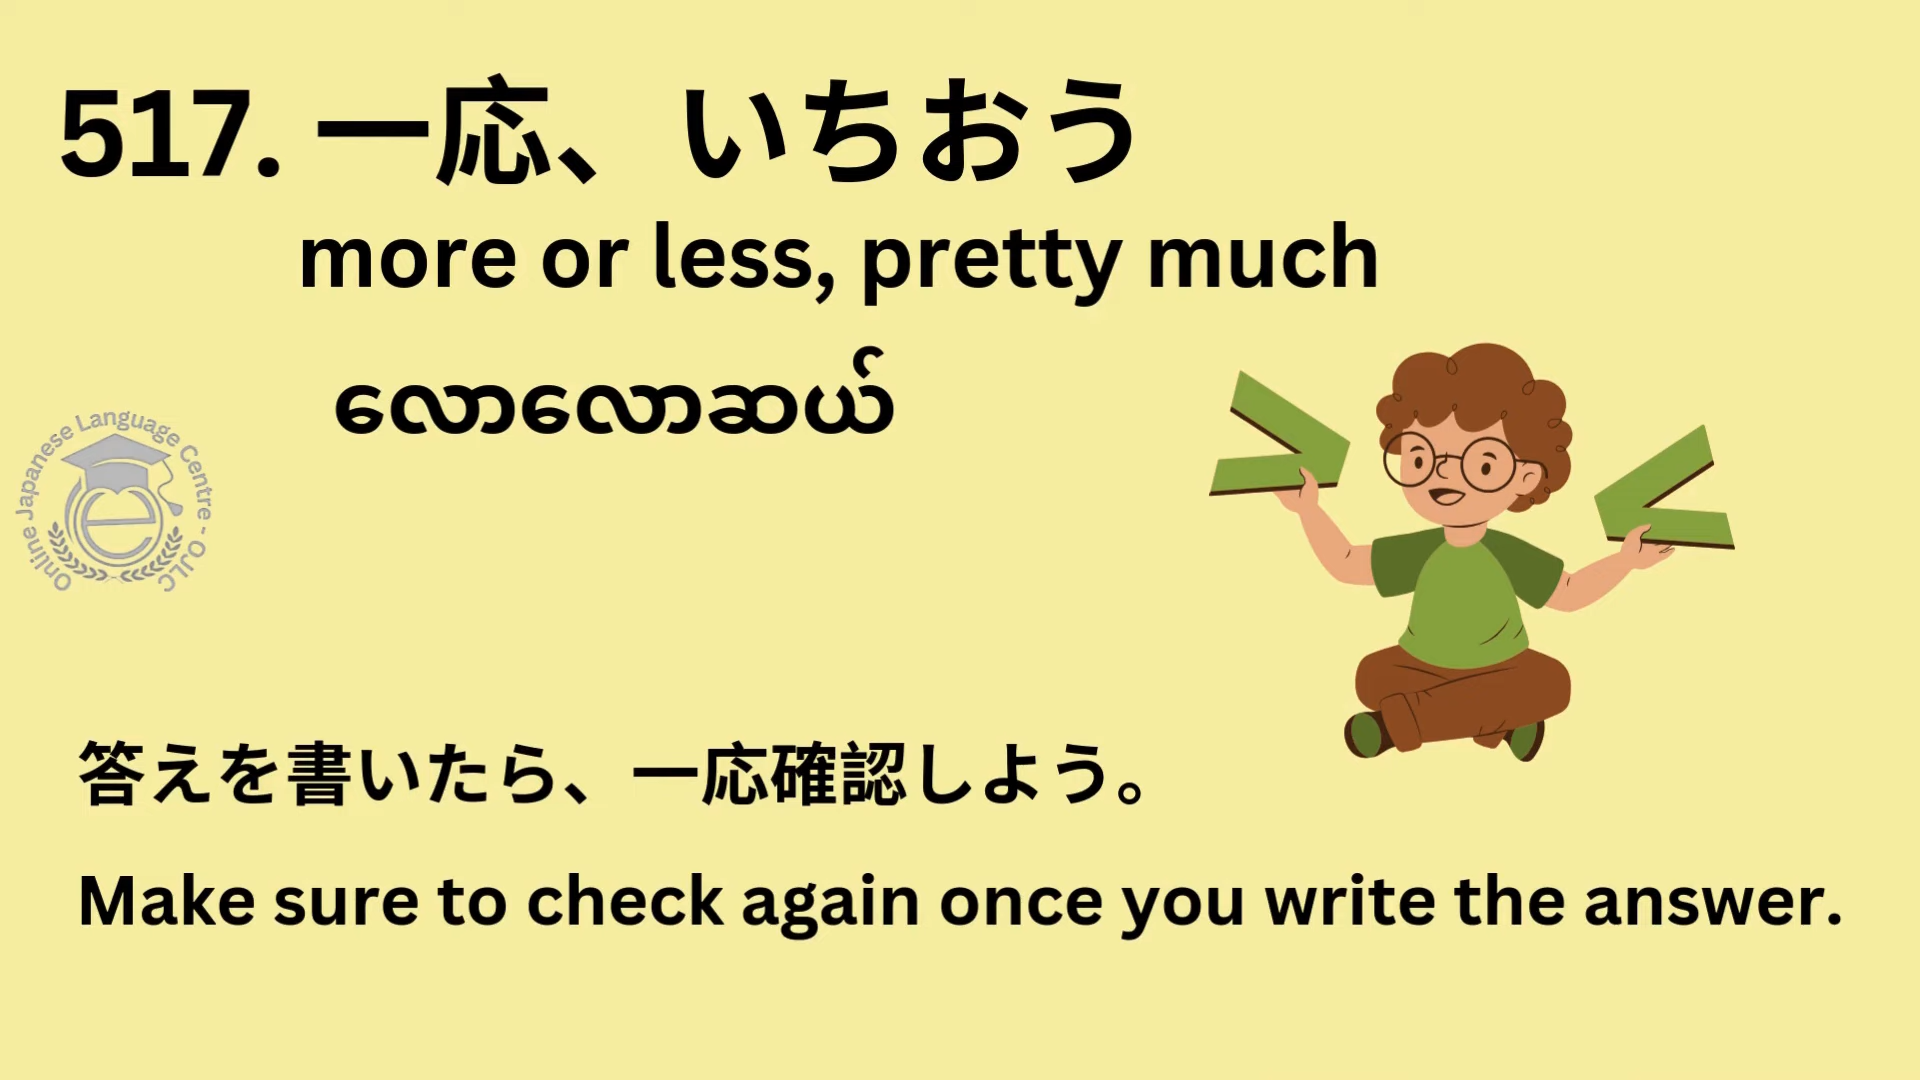 517. 一応、いちおう
more or less, pretty much
လောလောဆယ်
Online Japanese Language Centre - OJLC
答えを書いたら、一応確認しよう。
Make sure to check again once you write the answer.